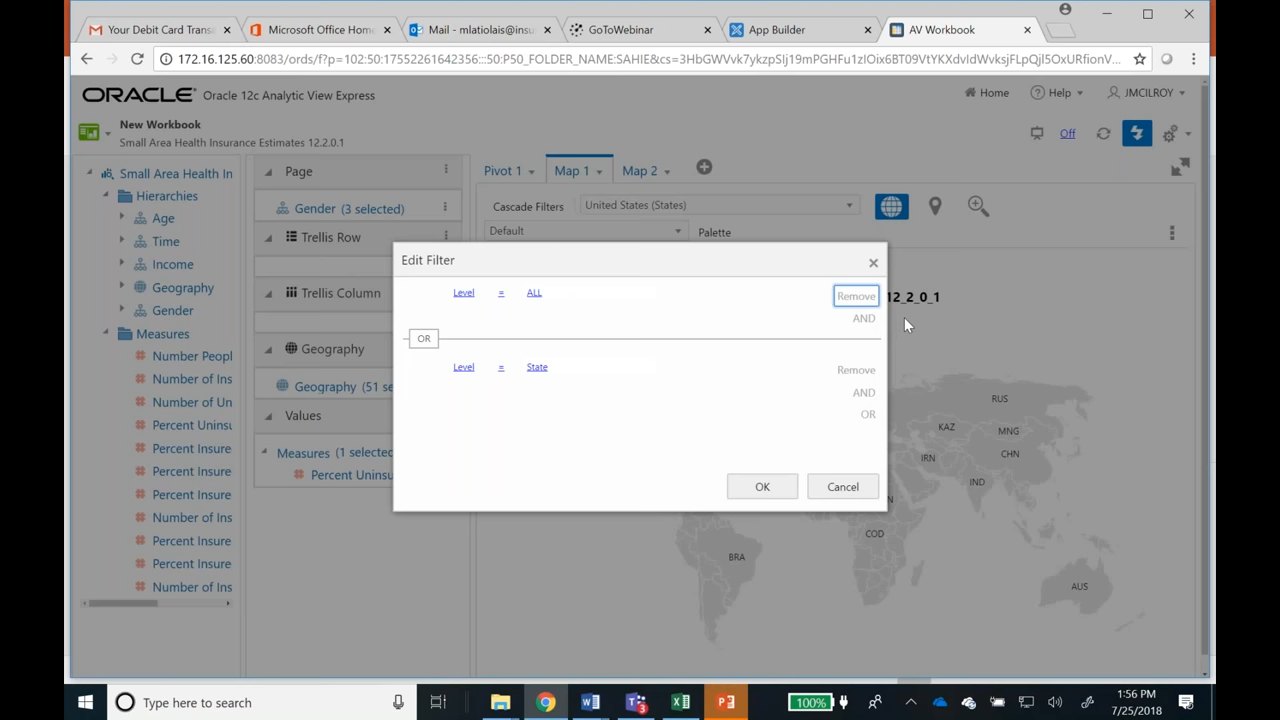 Your Debit Card Trans
Microsoft Office Home
Mail - mlatiolais@insu
GoToWebinar
App Builder
AV Workbook
172.16.125.60:8083/ords/f?p=102:50:17552261642356:::50:P50_FOLDER_NAME:SAHIE&cs=
ORACLE Oracle 12c Analytic View Express
Home
Help
JMCILROY
New Workbook
Small Area Health Insurance Estimates 12.2.0.1
Off
Small Area Health In
Hierarchies
Age
Time
Income
Geography
Gender
Measures
Number Peopl
Number of Ins
Number of Un
Percent Uninsu
Percent Insure
Percent Insure
Percent Insure
Number of Ins
Percent Insure
Percent Insure
Number of Ins
Page
Gender (3 selected)
Trellis Row
Trellis Column
Geography
Geography (51 se
Values
Measures (1 selected
Percent Uninsu
Pivot 1
Map 1
Map 2
Cascade Filters
United States (States)
Default
Palette
12_2_0_1
Edit Filter
Level = ALL
Remove
AND
OR
Level = State
Remove
AND
OR
OK
Cancel
RUS
KAZ
MNG
CHN
IRN
IND
N
COD
BRA
AUS
Type here to search
3
100%
1:56 PM
7/25/2018